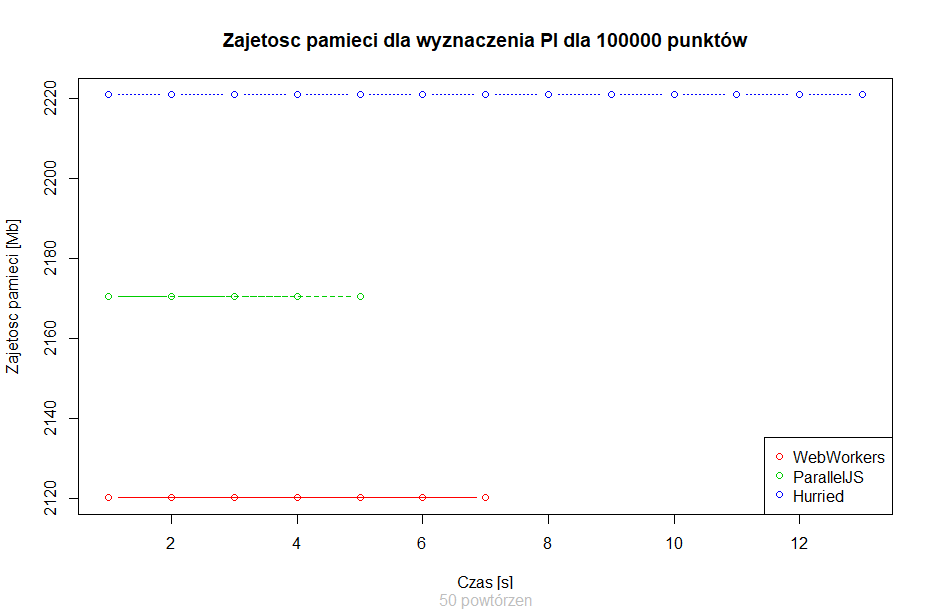 Zajetosc pamieci dla wyznaczenia PI dla 100000 punktów
Zajetosc pamieci [Mb]
2220
2200
2180
2160
2140
2120
WebWorkers
ParallelJS
Hurried
2 4 6 8 10 12
Czas [s]
50 powtórzen